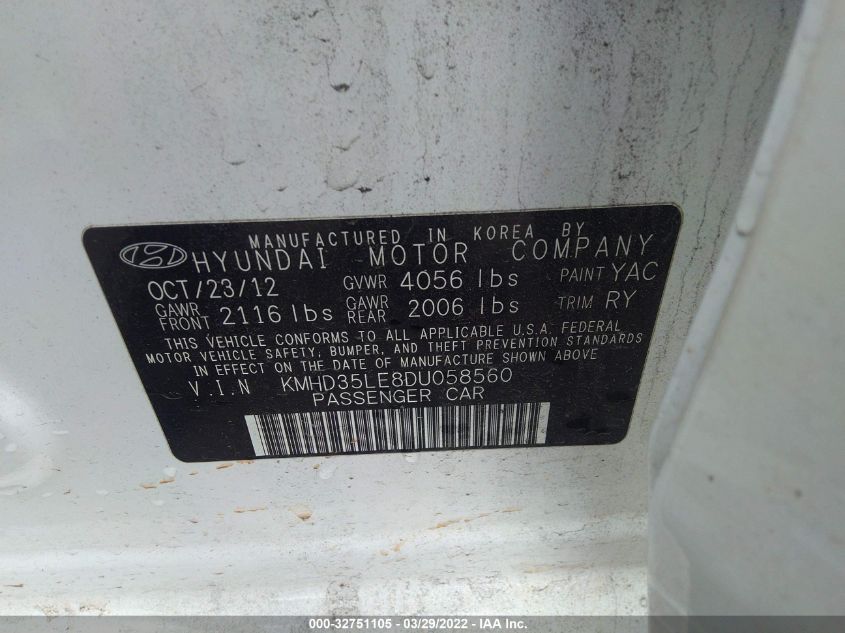 MANUFACTURED IN KOREA BY
HYUNDAI MOTOR COMPANY
OCT/23/12 GVWR 4056 lbs PAINT YAC
GAWR FRONT 2116 lbs GAWR REAR 2006 lbs TRIM RY
THIS VEHICLE CONFORMS TO ALL APPLICABLE U.S.A. FEDERAL
MOTOR VEHICLE SAFETY, BUMPER, AND THEFT PREVENTION STANDARDS
IN EFFECT ON THE DATE OF MANUFACTURE SHOWN ABOVE
V.I.N KMHD35LE8DU058560
PASSENGER CAR
000-32751105 - 03/29/2022 - IAA Inc.